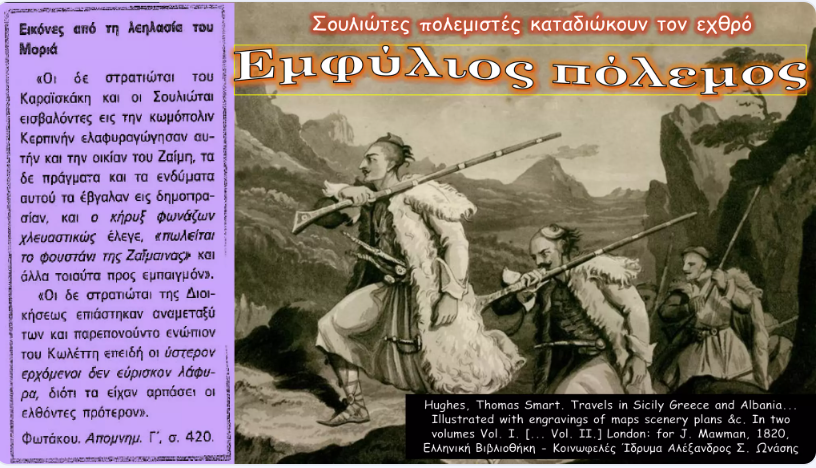 Εικόνες από τη λεηλασία του
Μοριά
«Οι δε στρατιώται του
Καραϊσκάκη και οι Σουλιώται
εισβαλόντες εις την κωμόπολιν
Κερπινήν ελαφυραγώγησαν αυ-
τήν και την οικίαν του Ζαΐμη, τα
δε πράγματα και τα ενδύματα
αυτού τα έβγαλαν εις δημοπρα-
σίαν, και ο κήρυξ φωνάζων
χλευαστικώς έλεγε, «πωλείται
το φουστάνι της Ζαΐμαινας» και
άλλα τοιαύτα προς εμπαιγμόν».
«Οι δε στρατιώται της Διοι-
κήσεως επιάστηκαν αναμεταξύ
των και παρεπονούντο ενώπιον
του Κωλέττη επειδή οι ύστερον
ερχόμενοι δεν εύρισκον λάφυ-
ρα, διότι τα είχαν αρπάσει οι
ελθόντες πρότερον».
Φωτάκου. Απομνημ. Γ΄, σ. 420.
Σουλιώτες πολεμιστές καταδιώκουν τον εχθρό
Εμφύλιος πόλεμος
Hughes, Thomas Smart. Travels in Sicily Greece and Albania...
Illustrated with engravings of maps scenery plans &c. In two
volumes Vol. I. [... Vol. II.] London: for J. Mawman, 1820,
Ελληνική Βιβλιοθήκη - Κοινωφελές Ίδρυμα Αλέξανδρος Σ. Ωνάσης